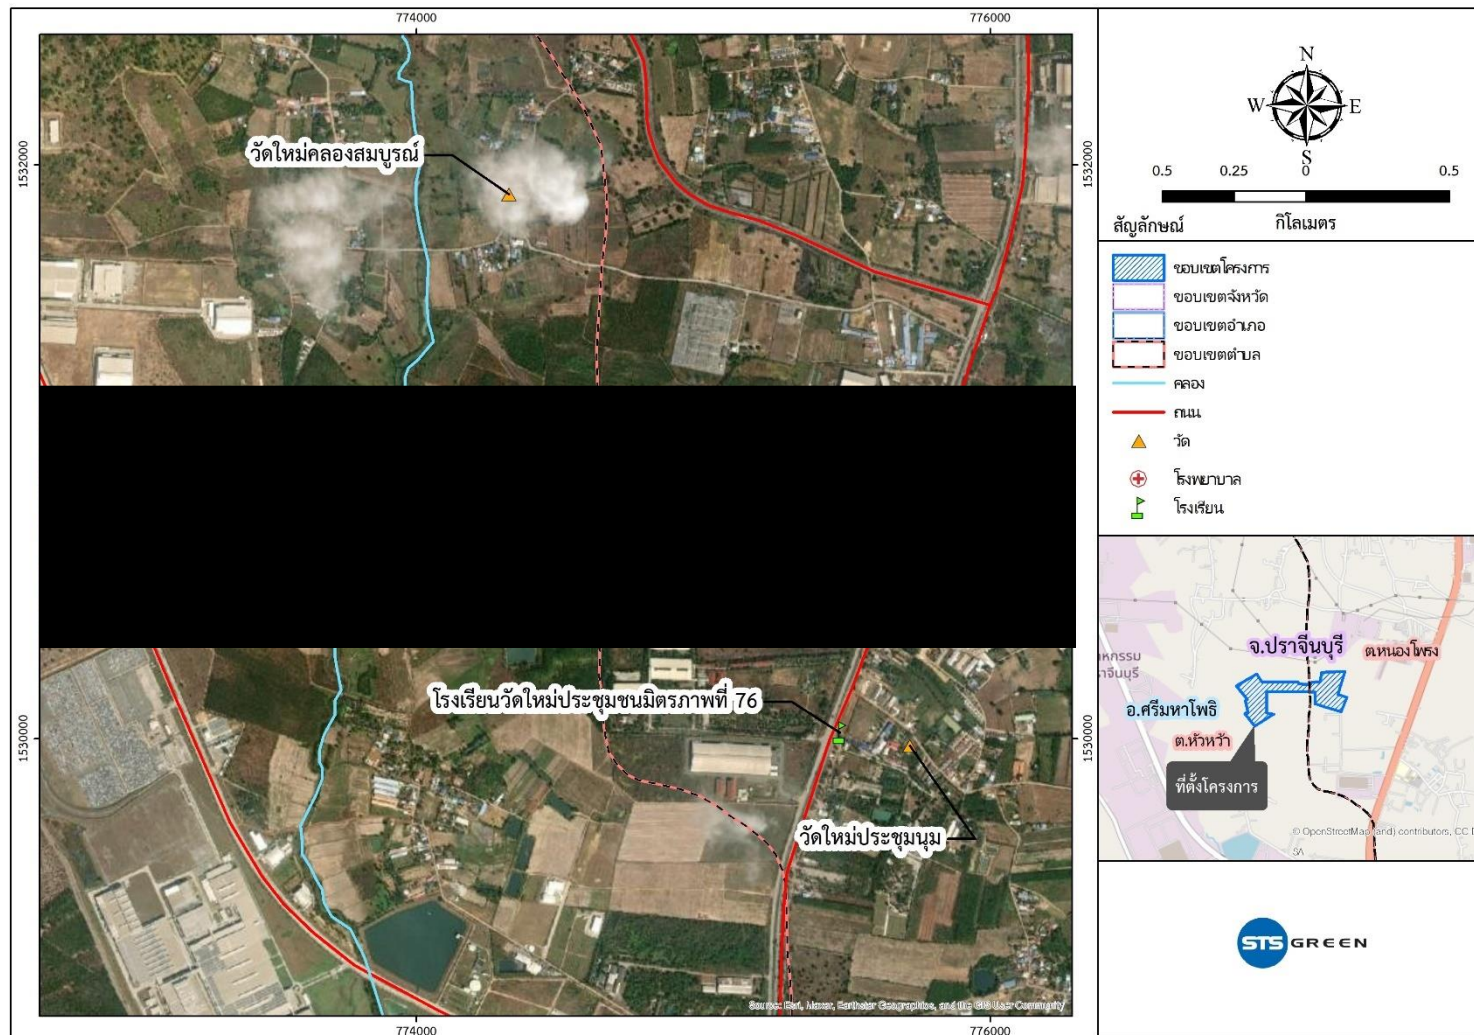 774000
776000
1532000
1532000
วัดใหม่คลองสมบูรณ์
โรงเรียนวัดใหม่ประชุมชนมิตรภาพที่ 76
วัดใหม่ประชุมนุม
1530000
1530000
Source: Esri, Maxar, Earthstar Geographics, and the GIS User Community
774000
776000
N
W E
S
0.5 0.25 0 0.5
สัญลักษณ์ กิโลเมตร
ขอบเขตโครงการ
ขอบเขตจังหวัด
ขอบเขตอำเภอ
ขอบเขตตำบล
คลอง
ถนน
วัด
โรงพยาบาล
โรงเรียน
จ.ปราจีนบุรี
ต.หนองโพรง
หกรรม
าจีนบุรี
อ.ศรีมหาโพธิ
ต.หัวหว้า
ที่ตั้งโครงการ
© OpenStreetMap (and) contributors, CC
SA
STS GREEN